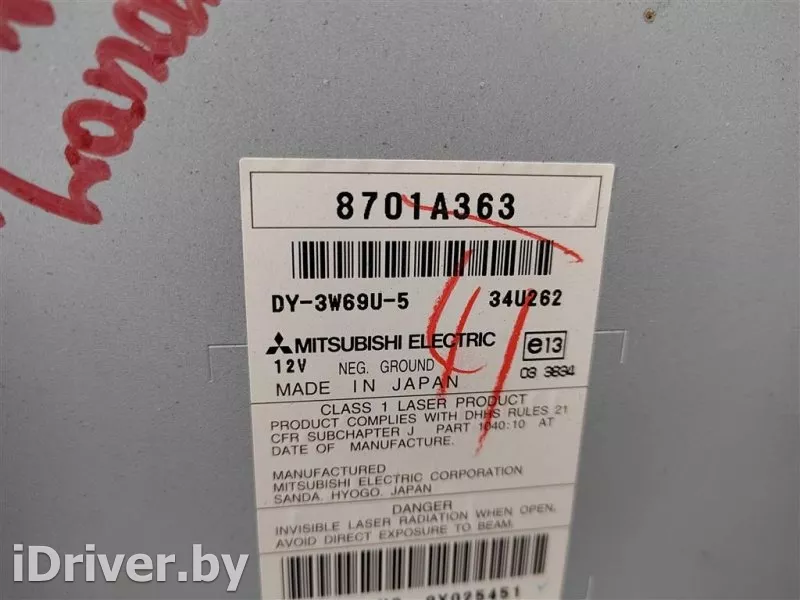 8701A363
DY-3W69U-5 34U262
MITSUBISHI ELECTRIC e13
12V NEG. GROUND 03 3834
MADE IN JAPAN
CLASS 1 LASER PRODUCT
PRODUCT COMPLIES WITH DHHS RULES 21
CFR SUBCHAPTER J PART 1040:10 AT
DATE OF MANUFACTURE.
MANUFACTURED
MITSUBISHI ELECTRIC CORPORATION
SANDA, HYOGO, JAPAN
DANGER
INVISIBLE LASER RADIATION WHEN OPEN.
AVOID DIRECT EXPOSURE TO BEAM.
0X025451
iDriver.by